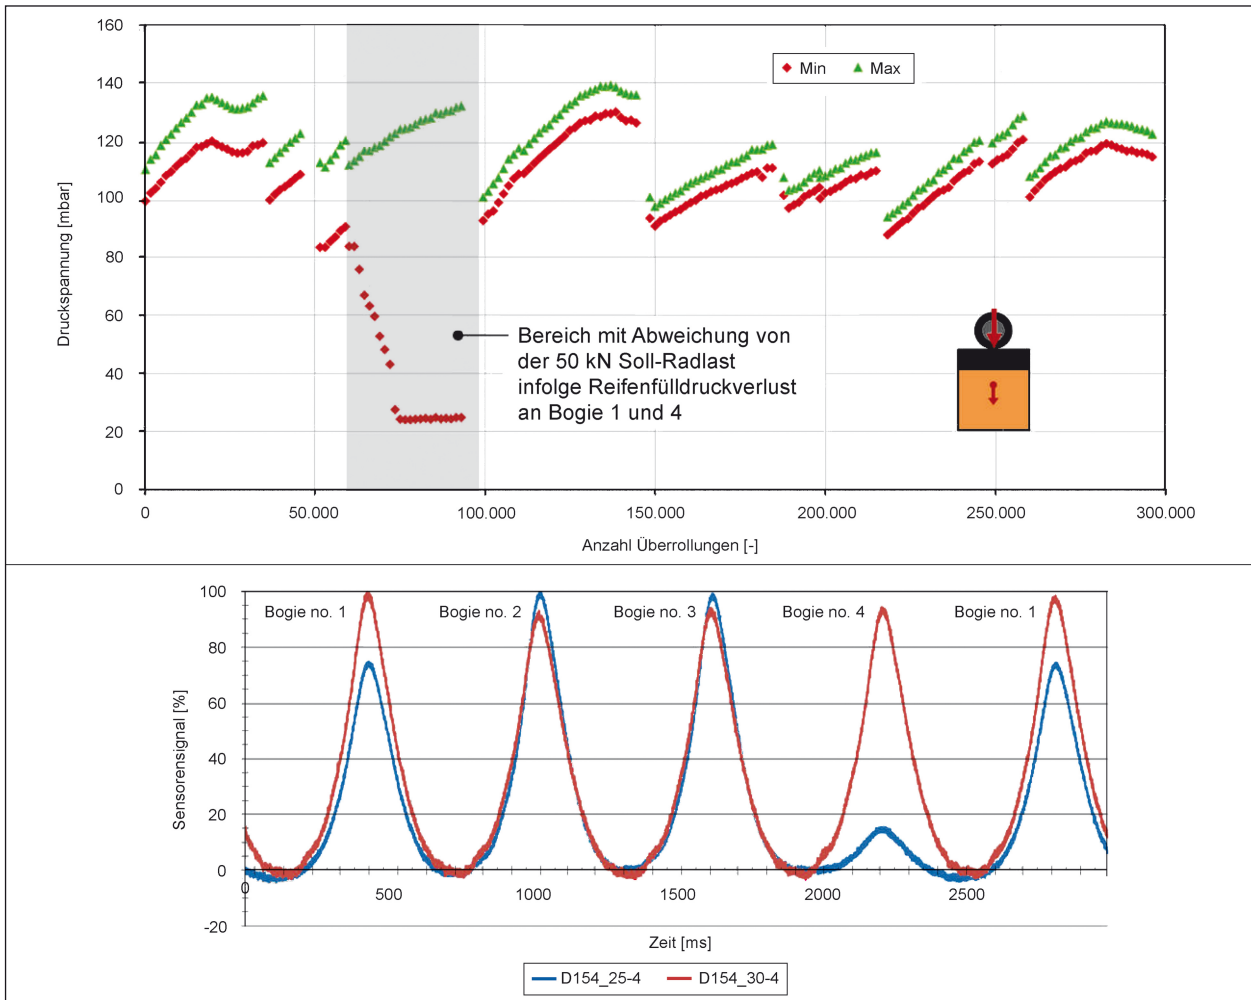 160
140
120
100
80
60
40
20
0
Druckspannung [mbar]
Min Max
Bereich mit Abweichung von
der 50 kN Soll-Radlast
infolge Reifenfülldruckverlust
an Bogie 1 und 4
0 50.000 100.000 150.000 200.000 250.000 300.000
Anzahl Überrollungen [-]
100
80
60
40
20
0
-20
Sensorensignal [%]
Bogie no. 1 Bogie no. 2 Bogie no. 3 Bogie no. 4 Bogie no. 1
0 500 1000 1500 2000 2500
Zeit [ms]
D154_25-4 D154_30-4